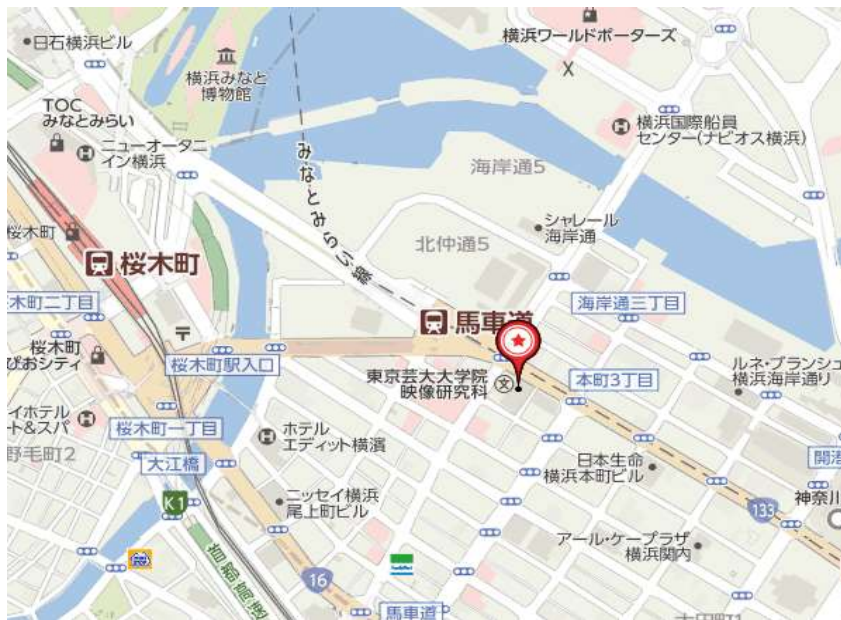 日石横浜ビル
横浜みなと
博物館
横浜ワールドポーターズ
TOC
みなとみらい
ニューオータニ
イン横浜
横浜国際船員
センター(ナビオス横浜)
みなとみらい線
海岸通5
シャレール
海岸通
北仲通5
桜木町
桜木町
木町二丁目
海岸通三丁目
馬車道
桜木町
ぴおシティ
桜木町駅入口
東京芸大大学院
映像研究科
文
本町3丁目
ルネ・ブランシュ
横浜海岸通り
イホテル
ート&スパ
桜木町一丁目
ホテル
エディット横濱
野毛町2
大江橋
日本生命
横浜本町ビル
開港
K1
ニッセイ横浜
尾上町ビル
133
神奈川
アール・ケープラザ
横浜関内
16
馬車道